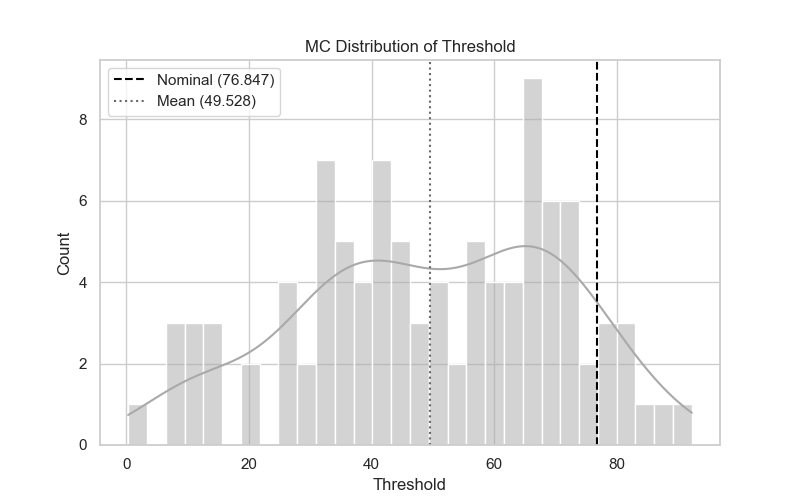 MC Distribution of Threshold
Nominal (76.847)
Mean (49.528)
8
6
4
2
0
Count
0 20 40 60 80
Threshold